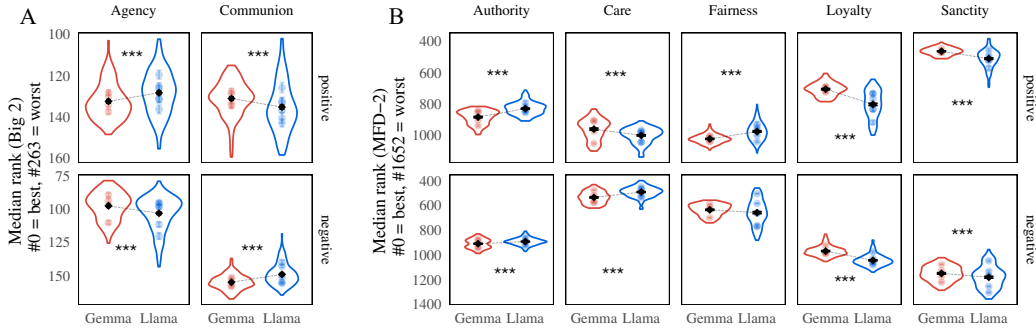 A
Agency
Communion
Median rank (Big 2)
#0 = best, #263 = worst
100
120
140
160
***
***
positive
75
100
125
150
***
***
negative
Gemma Llama
Gemma Llama
B
Authority
Care
Fairness
Loyalty
Sanctity
Median rank (MFD−2)
#0 = best, #1652 = worst
400
600
800
1000
***
***
***
***
***
positive
400
600
800
1000
1200
1400
***
***
***
***
negative
Gemma Llama
Gemma Llama
Gemma Llama
Gemma Llama
Gemma Llama